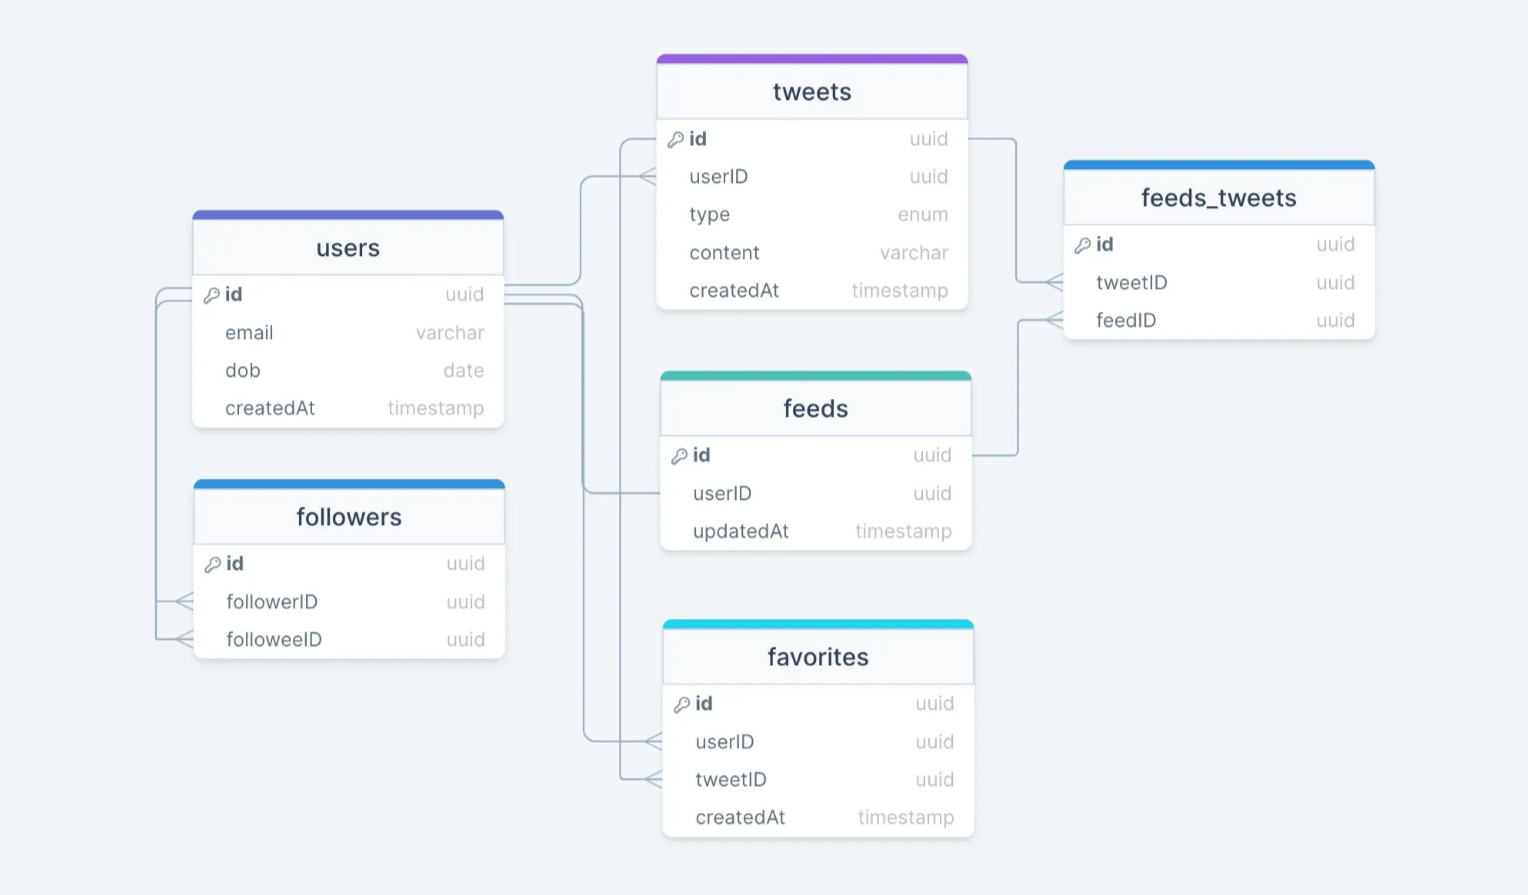 users
id uuid
email varchar
dob date
createdAt timestamp
followers
id uuid
followerID uuid
followeeID uuid
tweets
id uuid
userID uuid
type enum
content varchar
createdAt timestamp
feeds
id uuid
userID uuid
updatedAt timestamp
favorites
id uuid
userID uuid
tweetID uuid
createdAt timestamp
feeds_tweets
id uuid
tweetID uuid
feedID uuid